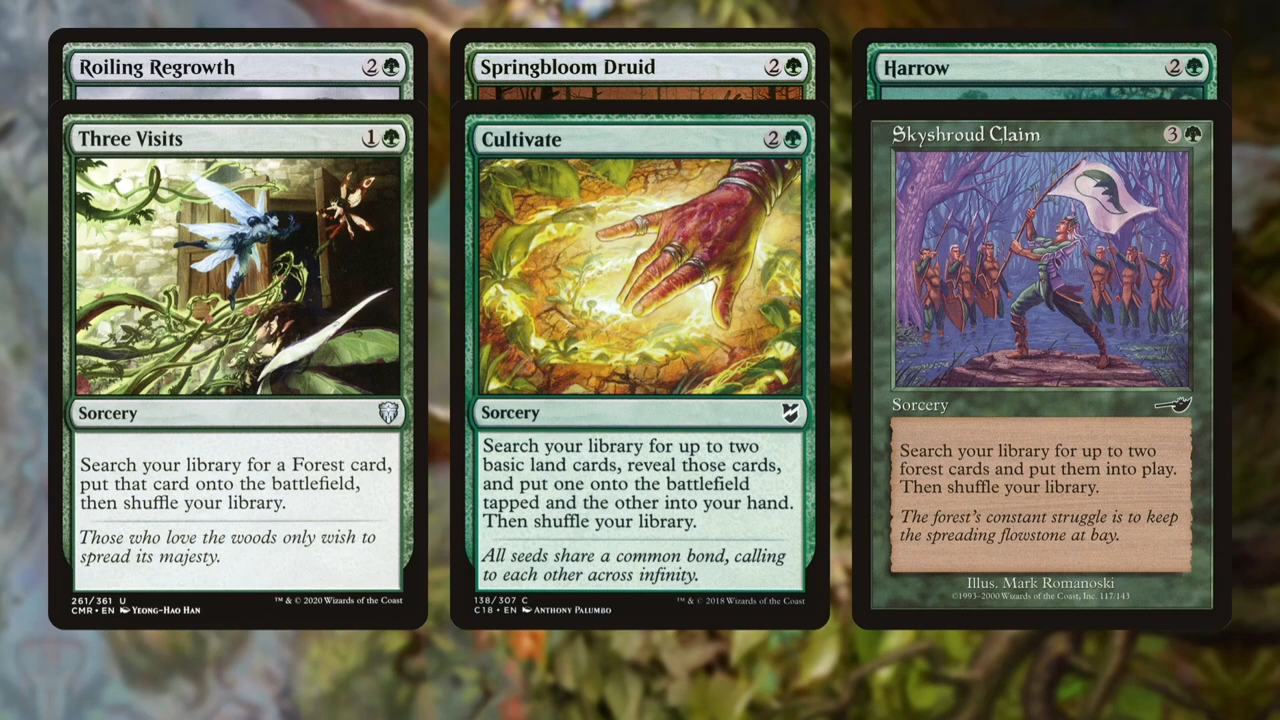 Roiling Regrowth 2
Three Visits 1
Sorcery
Search your library for a Forest card,
put that card onto the battlefield,
then shuffle your library.
Those who love the woods only wish to
spread its majesty.
261/361 U
CMR • EN Yeong-Hao Han
™ & © 2020 Wizards of the Coast
Springbloom Druid 2
Cultivate 2
Sorcery
Search your library for up to two
basic land cards, reveal those cards,
and put one onto the battlefield
tapped and the other into your hand.
Then shuffle your library.
All seeds share a common bond, calling
to each other across infinity.
138/307 C
C18 • EN Anthony Palumbo
™ & © 2018 Wizards of the Coast
Harrow 2
Skyshroud Claim 3
Sorcery
Search your library for up to two
forest cards and put them into play.
Then shuffle your library.
The forest's constant struggle is to keep
the spreading flowstone at bay.
Illus. Mark Romanoski
©1993–2000 Wizards of the Coast, Inc. 117/143